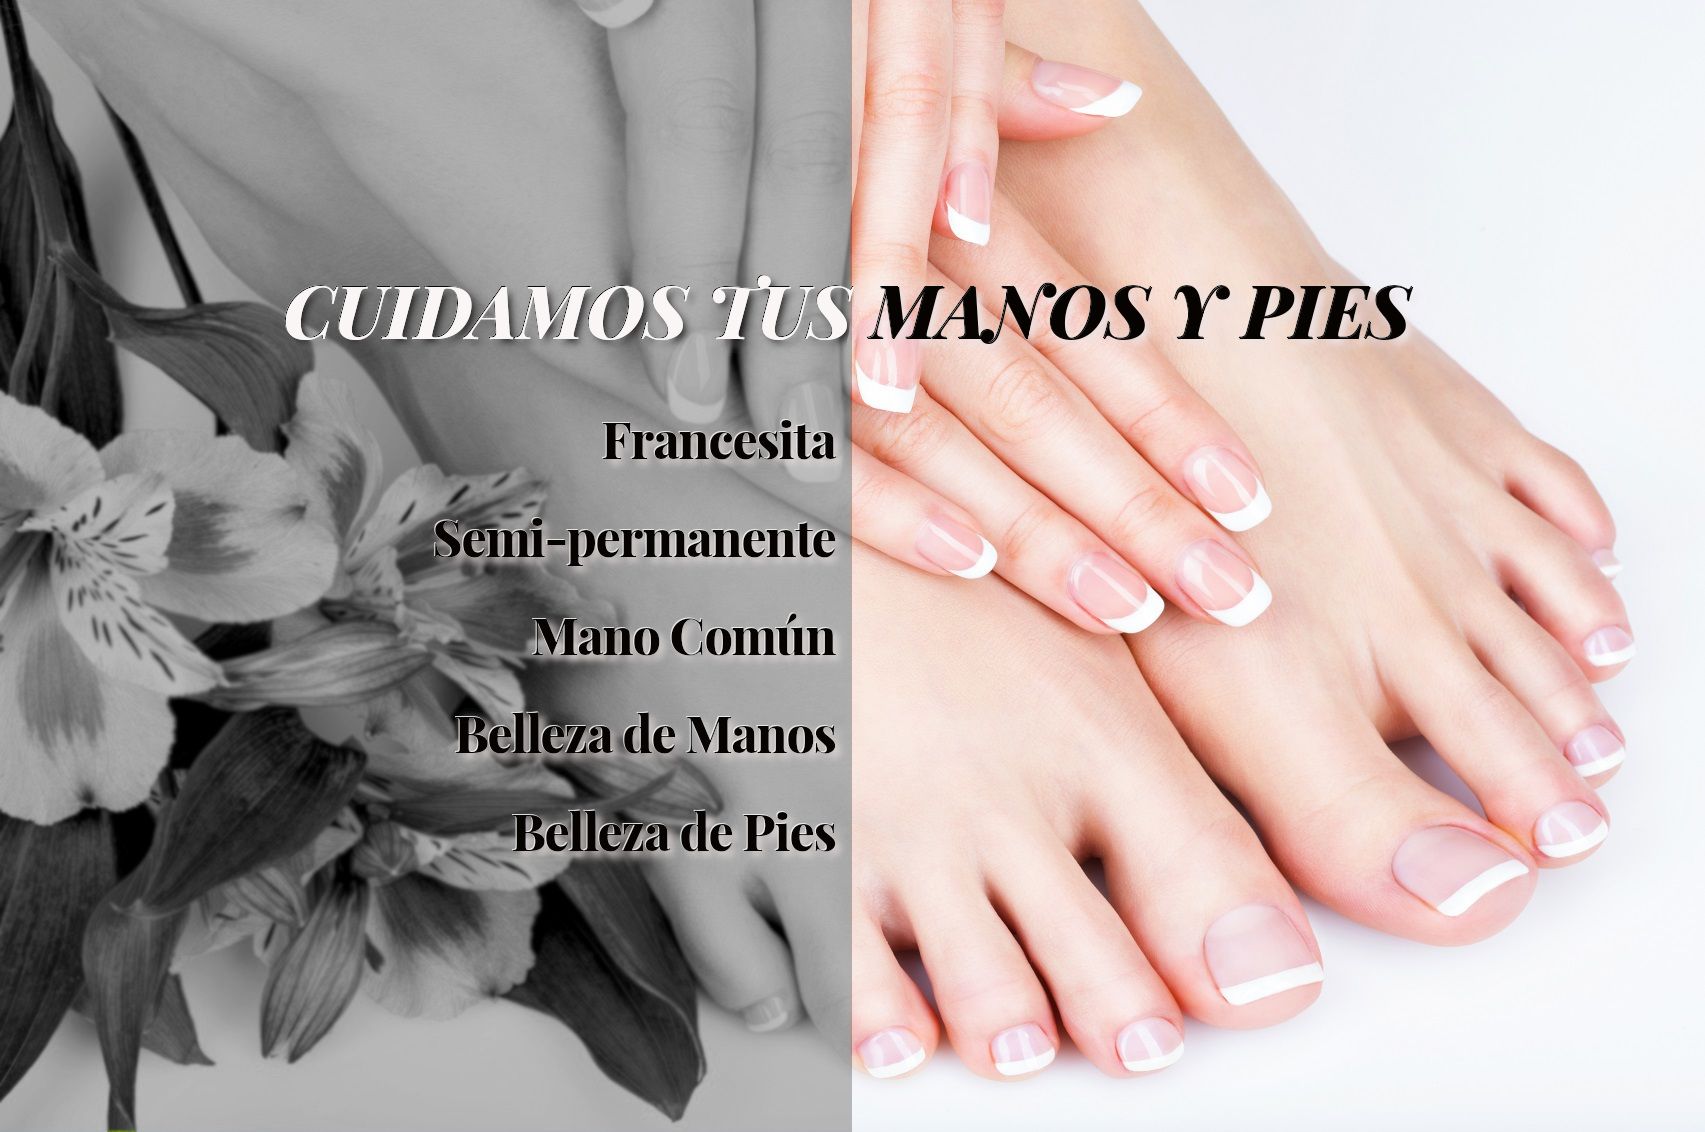 CUIDAMOS TUS MANOS Y PIES
Francesita
Semi-permanente
Mano Común
Belleza de Manos
Belleza de Pies